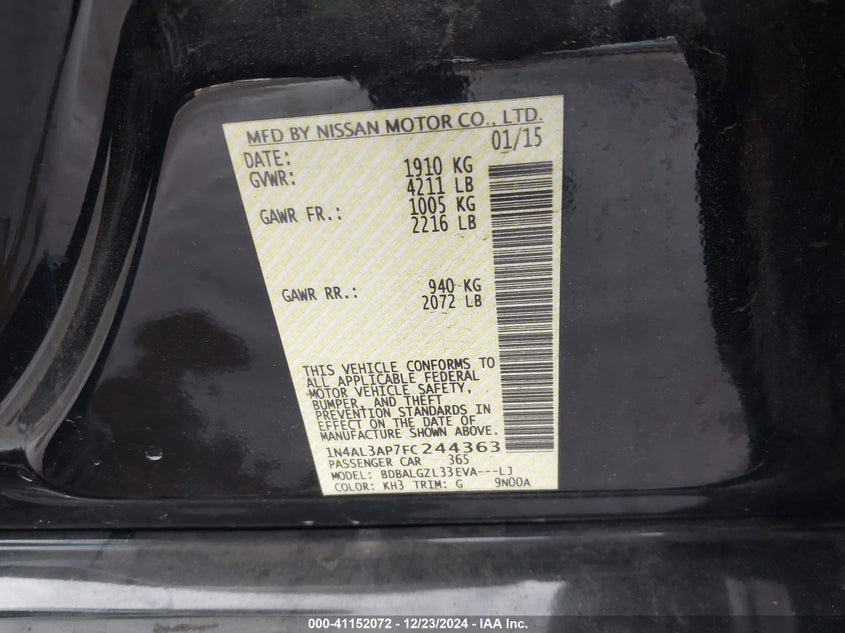 MFD BY NISSAN MOTOR CO., LTD.
DATE: 01/15
GVWR: 1910 KG
4211 LB
GAWR FR.: 1005 KG
2216 LB
GAWR RR.: 940 KG
2072 LB
THIS VEHICLE CONFORMS TO
ALL APPLICABLE FEDERAL
MOTOR VEHICLE SAFETY,
BUMPER, AND THEFT
PREVENTION STANDARDS IN
EFFECT ON THE DATE OF
MANUFACTURE SHOWN ABOVE.
1N4AL3AP7FC244363
PASSENGER CAR 365
MODEL: BDBALGZL33EVA---LJ
COLOR: KH3 TRIM: G 9N00A
000-41152072 - 12/23/2024 - IAA Inc.